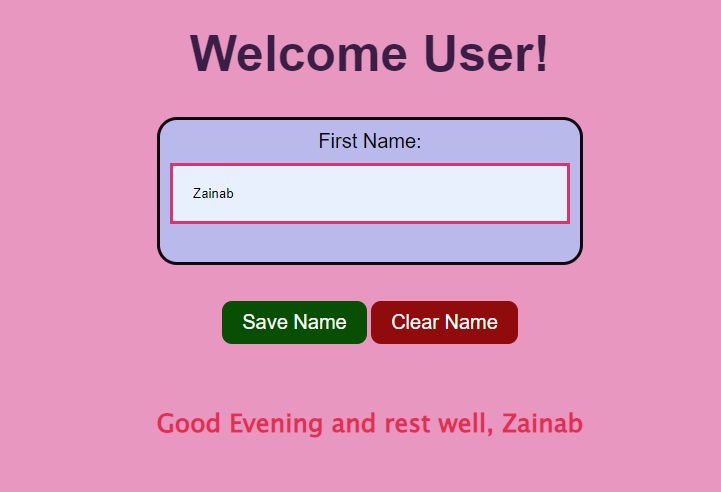 Welcome User!
First Name:
Zainab
Save Name Clear Name
Good Evening and rest well, Zainab